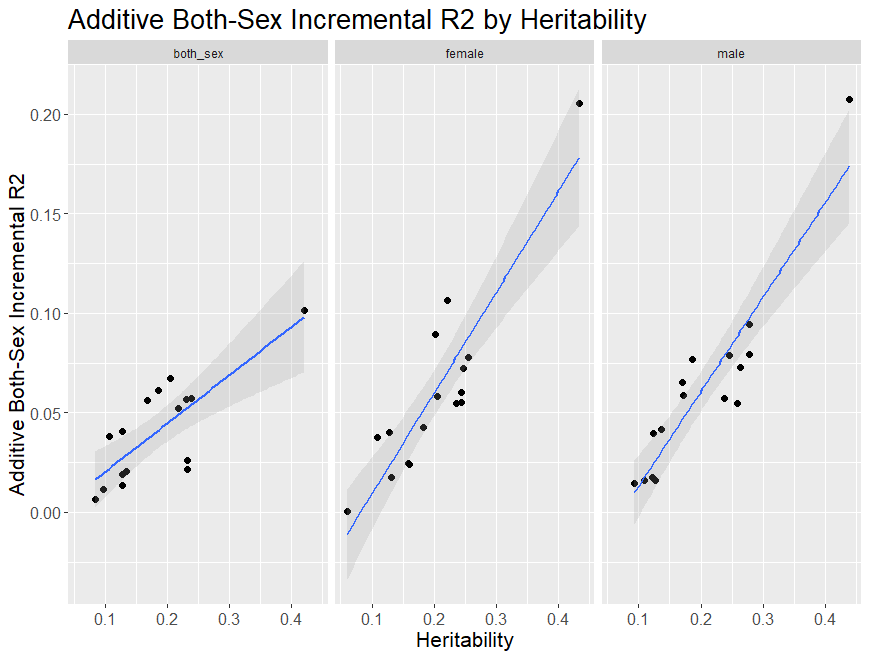 Additive Both-Sex Incremental R2 by Heritability
both_sex female male
Additive Both-Sex Incremental R2
0.20
0.15
0.10
0.05
0.00
0.1 0.2 0.3 0.4 0.1 0.2 0.3 0.4 0.1 0.2 0.3 0.4
Heritability